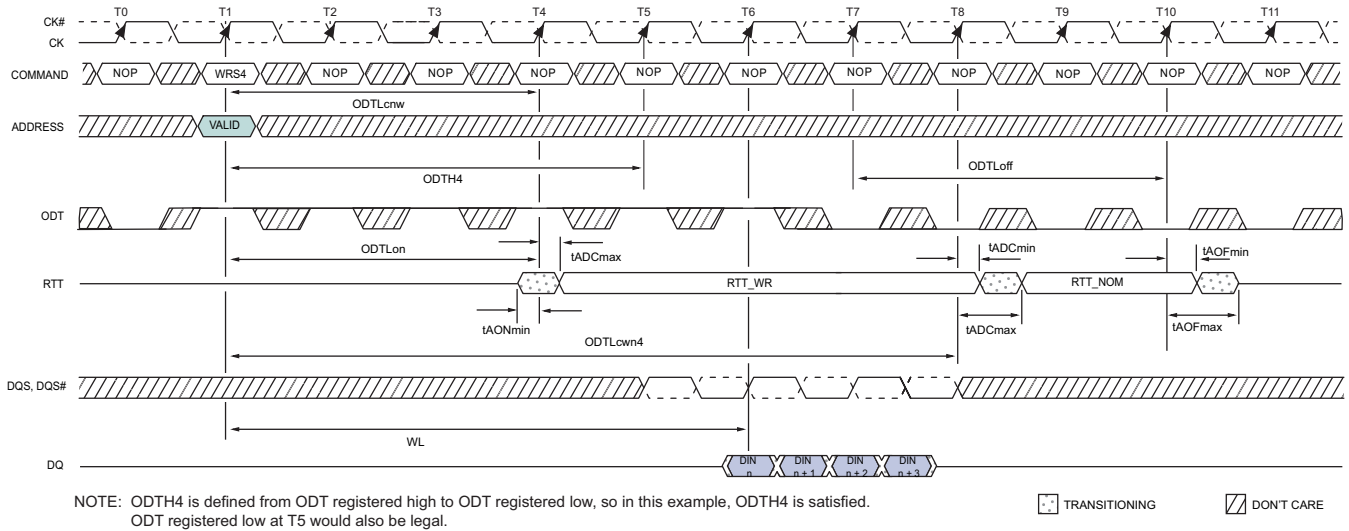 T0 T1 T2 T3 T4 T5 T6 T7 T8 T9 T10 T11
CK#
CK
COMMAND NOP WRS4 NOP NOP NOP NOP NOP NOP NOP NOP NOP NOP
ODTLcnw
ADDRESS VALID
ODTH4 ODTLoff
ODT
ODTLon tADCmax tADCmin tAOFmin
RTT RTT_WR RTT_NOM
tAONmin tADCmax tAOFmax
ODTLcwn4
DQS, DQS#
WL
DQ DIN n DIN n + 1 DIN n + 2 DIN n + 3
NOTE: ODTH4 is defined from ODT registered high to ODT registered low, so in this example, ODTH4 is satisfied.
ODT registered low at T5 would also be legal.
TRANSITIONING DON'T CARE